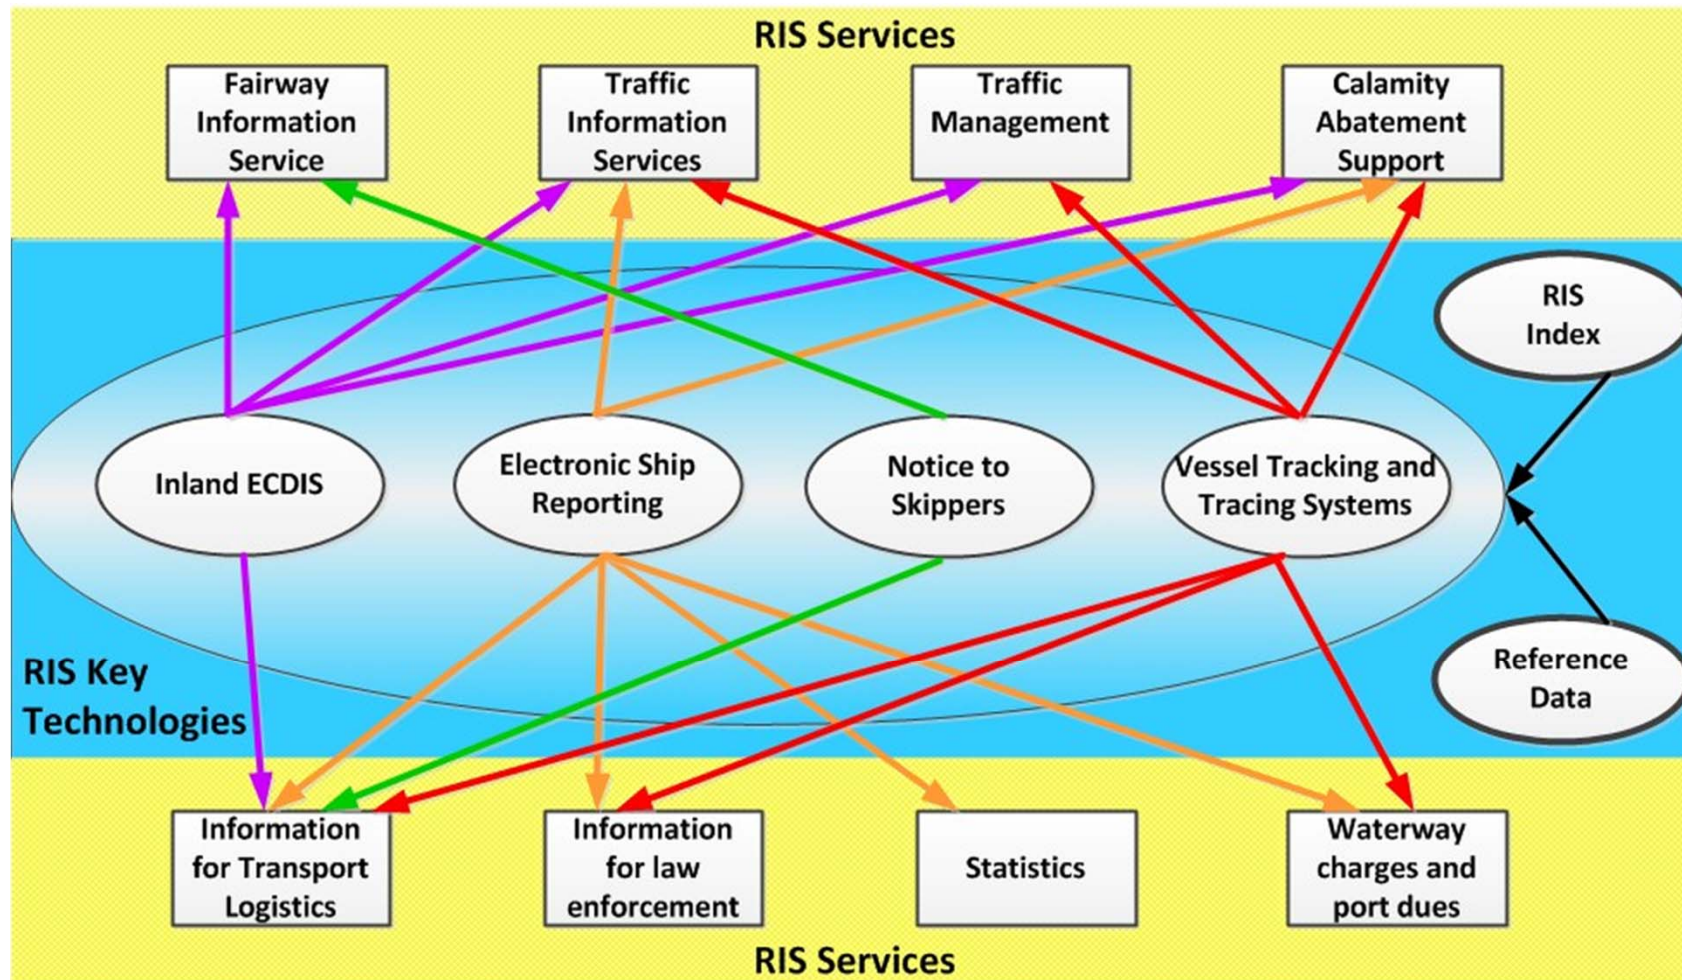 RIS Services
Fairway
Information
Service
Traffic
Information
Services
Traffic
Management
Calamity
Abatement
Support
RIS
Index
Inland ECDIS
Electronic Ship
Reporting
Notice to
Skippers
Vessel Tracking and
Tracing Systems
Reference
Data
RIS Key
Technologies
Information
for Transport
Logistics
Information
for law
enforcement
Statistics
Waterway
charges and
port dues
RIS Services